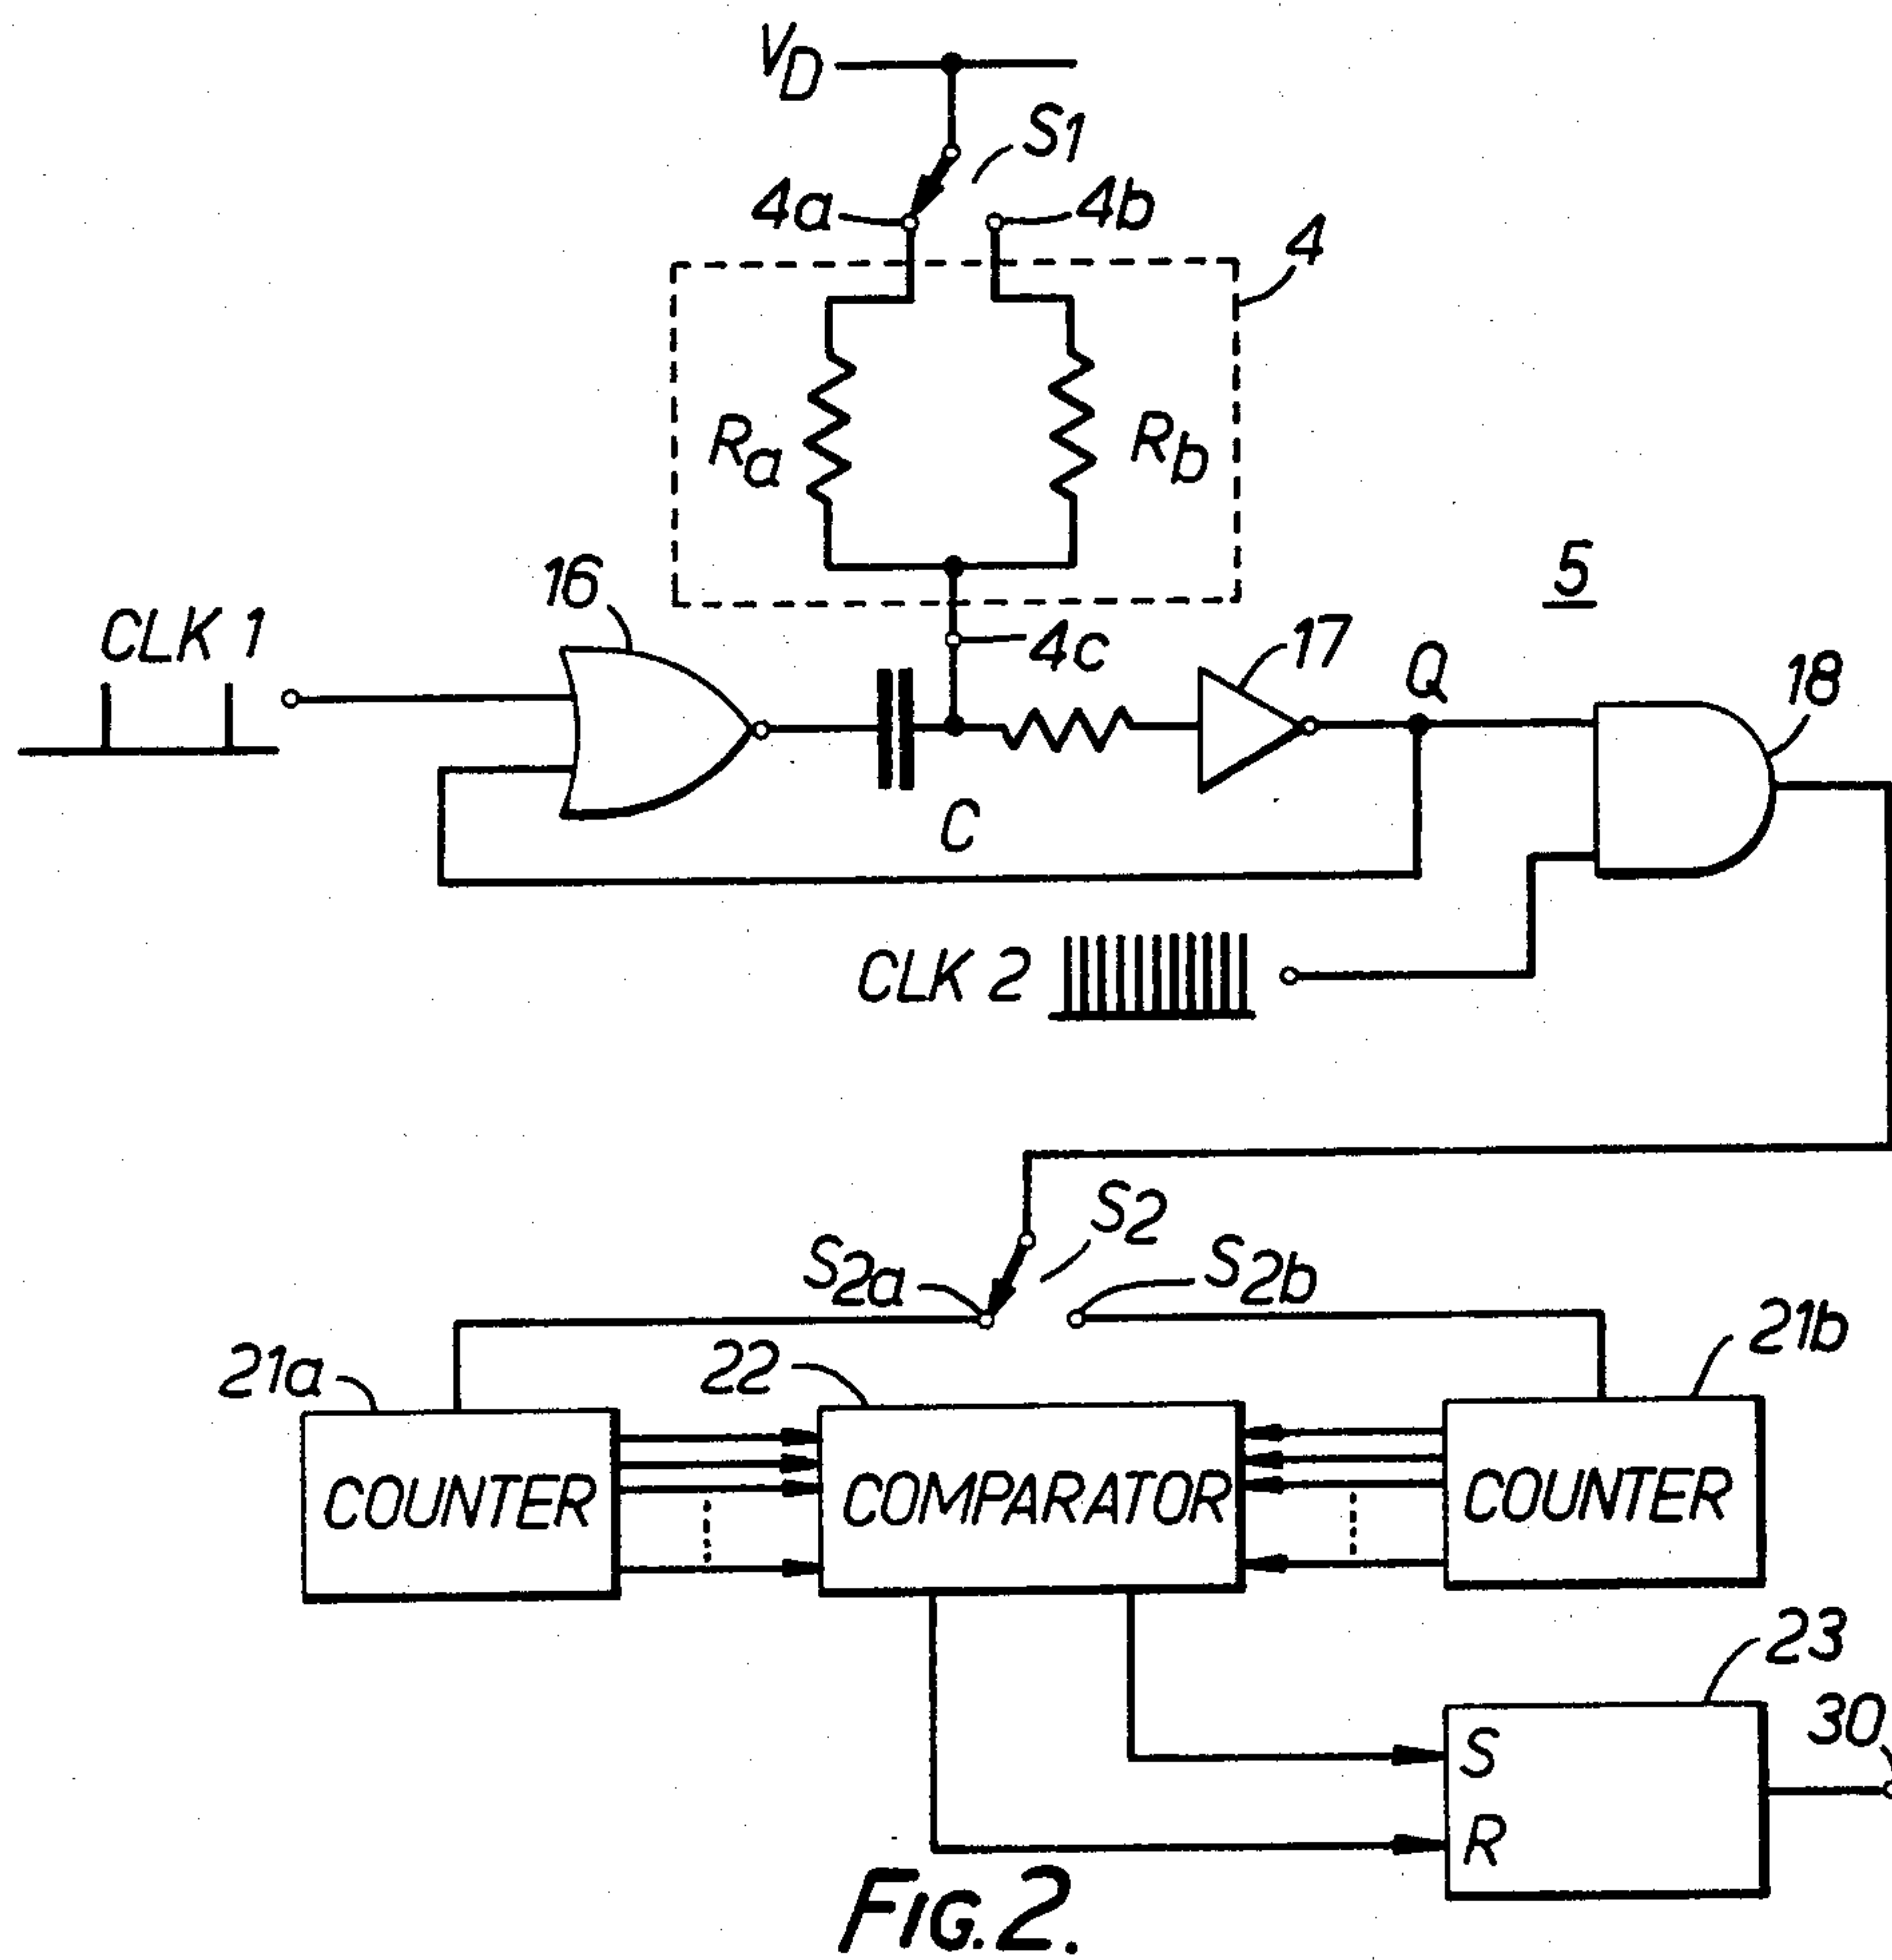 VD
S1
4a
4b
4
Ra
Rb
5
16
CLK 1
4c
17
Q
18
C
CLK 2
S2
S2a
S2b
21a
22
21b
COUNTER
COMPARATOR
COUNTER
23
30
S
R
FIG. 2.